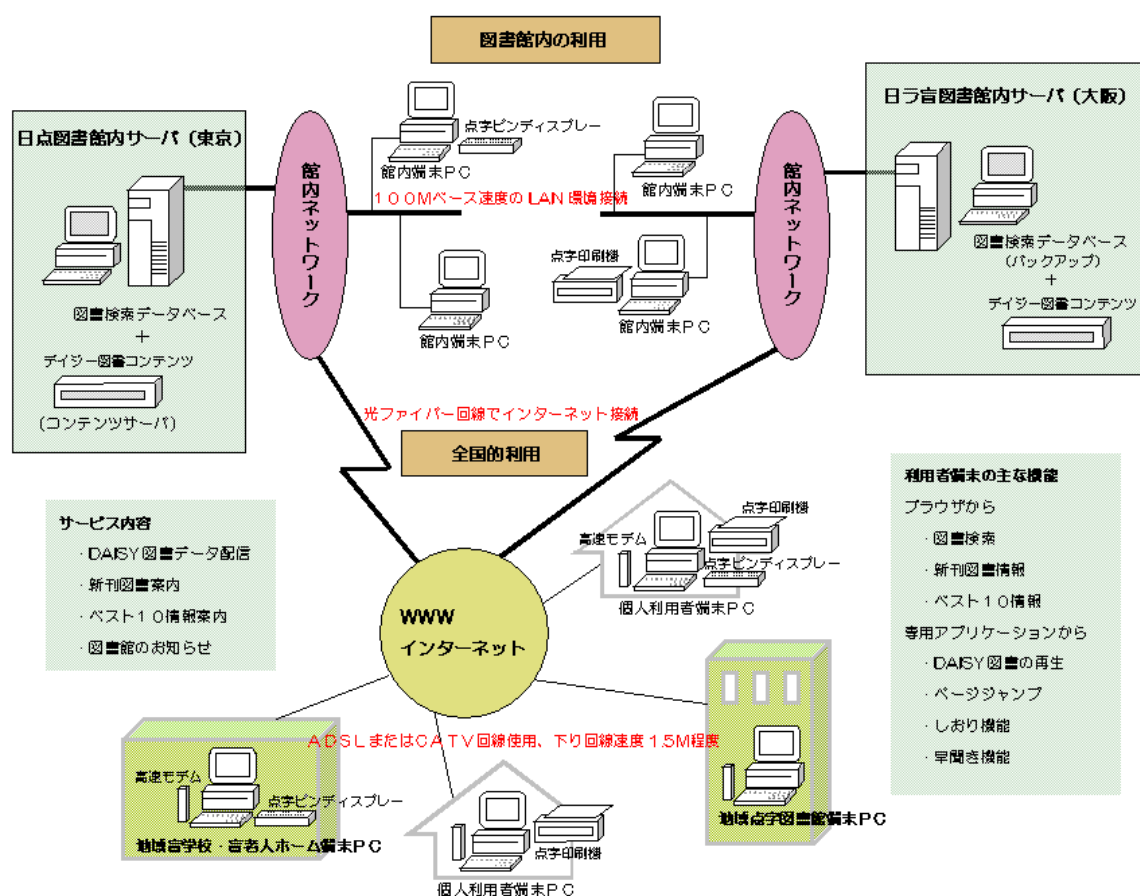 図書館内の利用
日点図書館内サーバ（東京）
図書検索データベース
＋
デイジー図書コンテンツ
(コンテンツサーバ)
館内ネットワーク
点字ピンディスプレー
館内端末ＰＣ
館内端末ＰＣ
１００Ｍベース速度の LAN 環境接続
館内端末ＰＣ
点字印刷機
館内端末ＰＣ
館内ネットワーク
日ラ盲図書館内サーバ（大阪）
図書検索データベース
(バックアップ)
＋
デイジー図書コンテンツ
光ファイバー回線でインターネット接続
全国的利用
サービス内容
・DAISY 図書データ配信
・新刊図書案内
・ベスト１０情報案内
・図書館のお知らせ
WWW
インターネット
点字印刷機
高速モデム
点字ピンディスプレー
個人利用者端末ＰＣ
利用者端末の主な機能
ブラウザから
・図書検索
・新刊図書情報
・ベスト１０情報
専用アプリケーションから
・DAISY 図書の再生
・ページジャンプ
・しおり機能
・早聞き機能
ＡＤＳＬまたはＣＡＴＶ回線使用、下り回線速度 1.5M程度
高速モデム
点字ピンディスプレー
地域盲学校・盲老人ホーム端末ＰＣ
点字印刷機
個人利用者端末ＰＣ
地域点字図書館端末ＰＣ